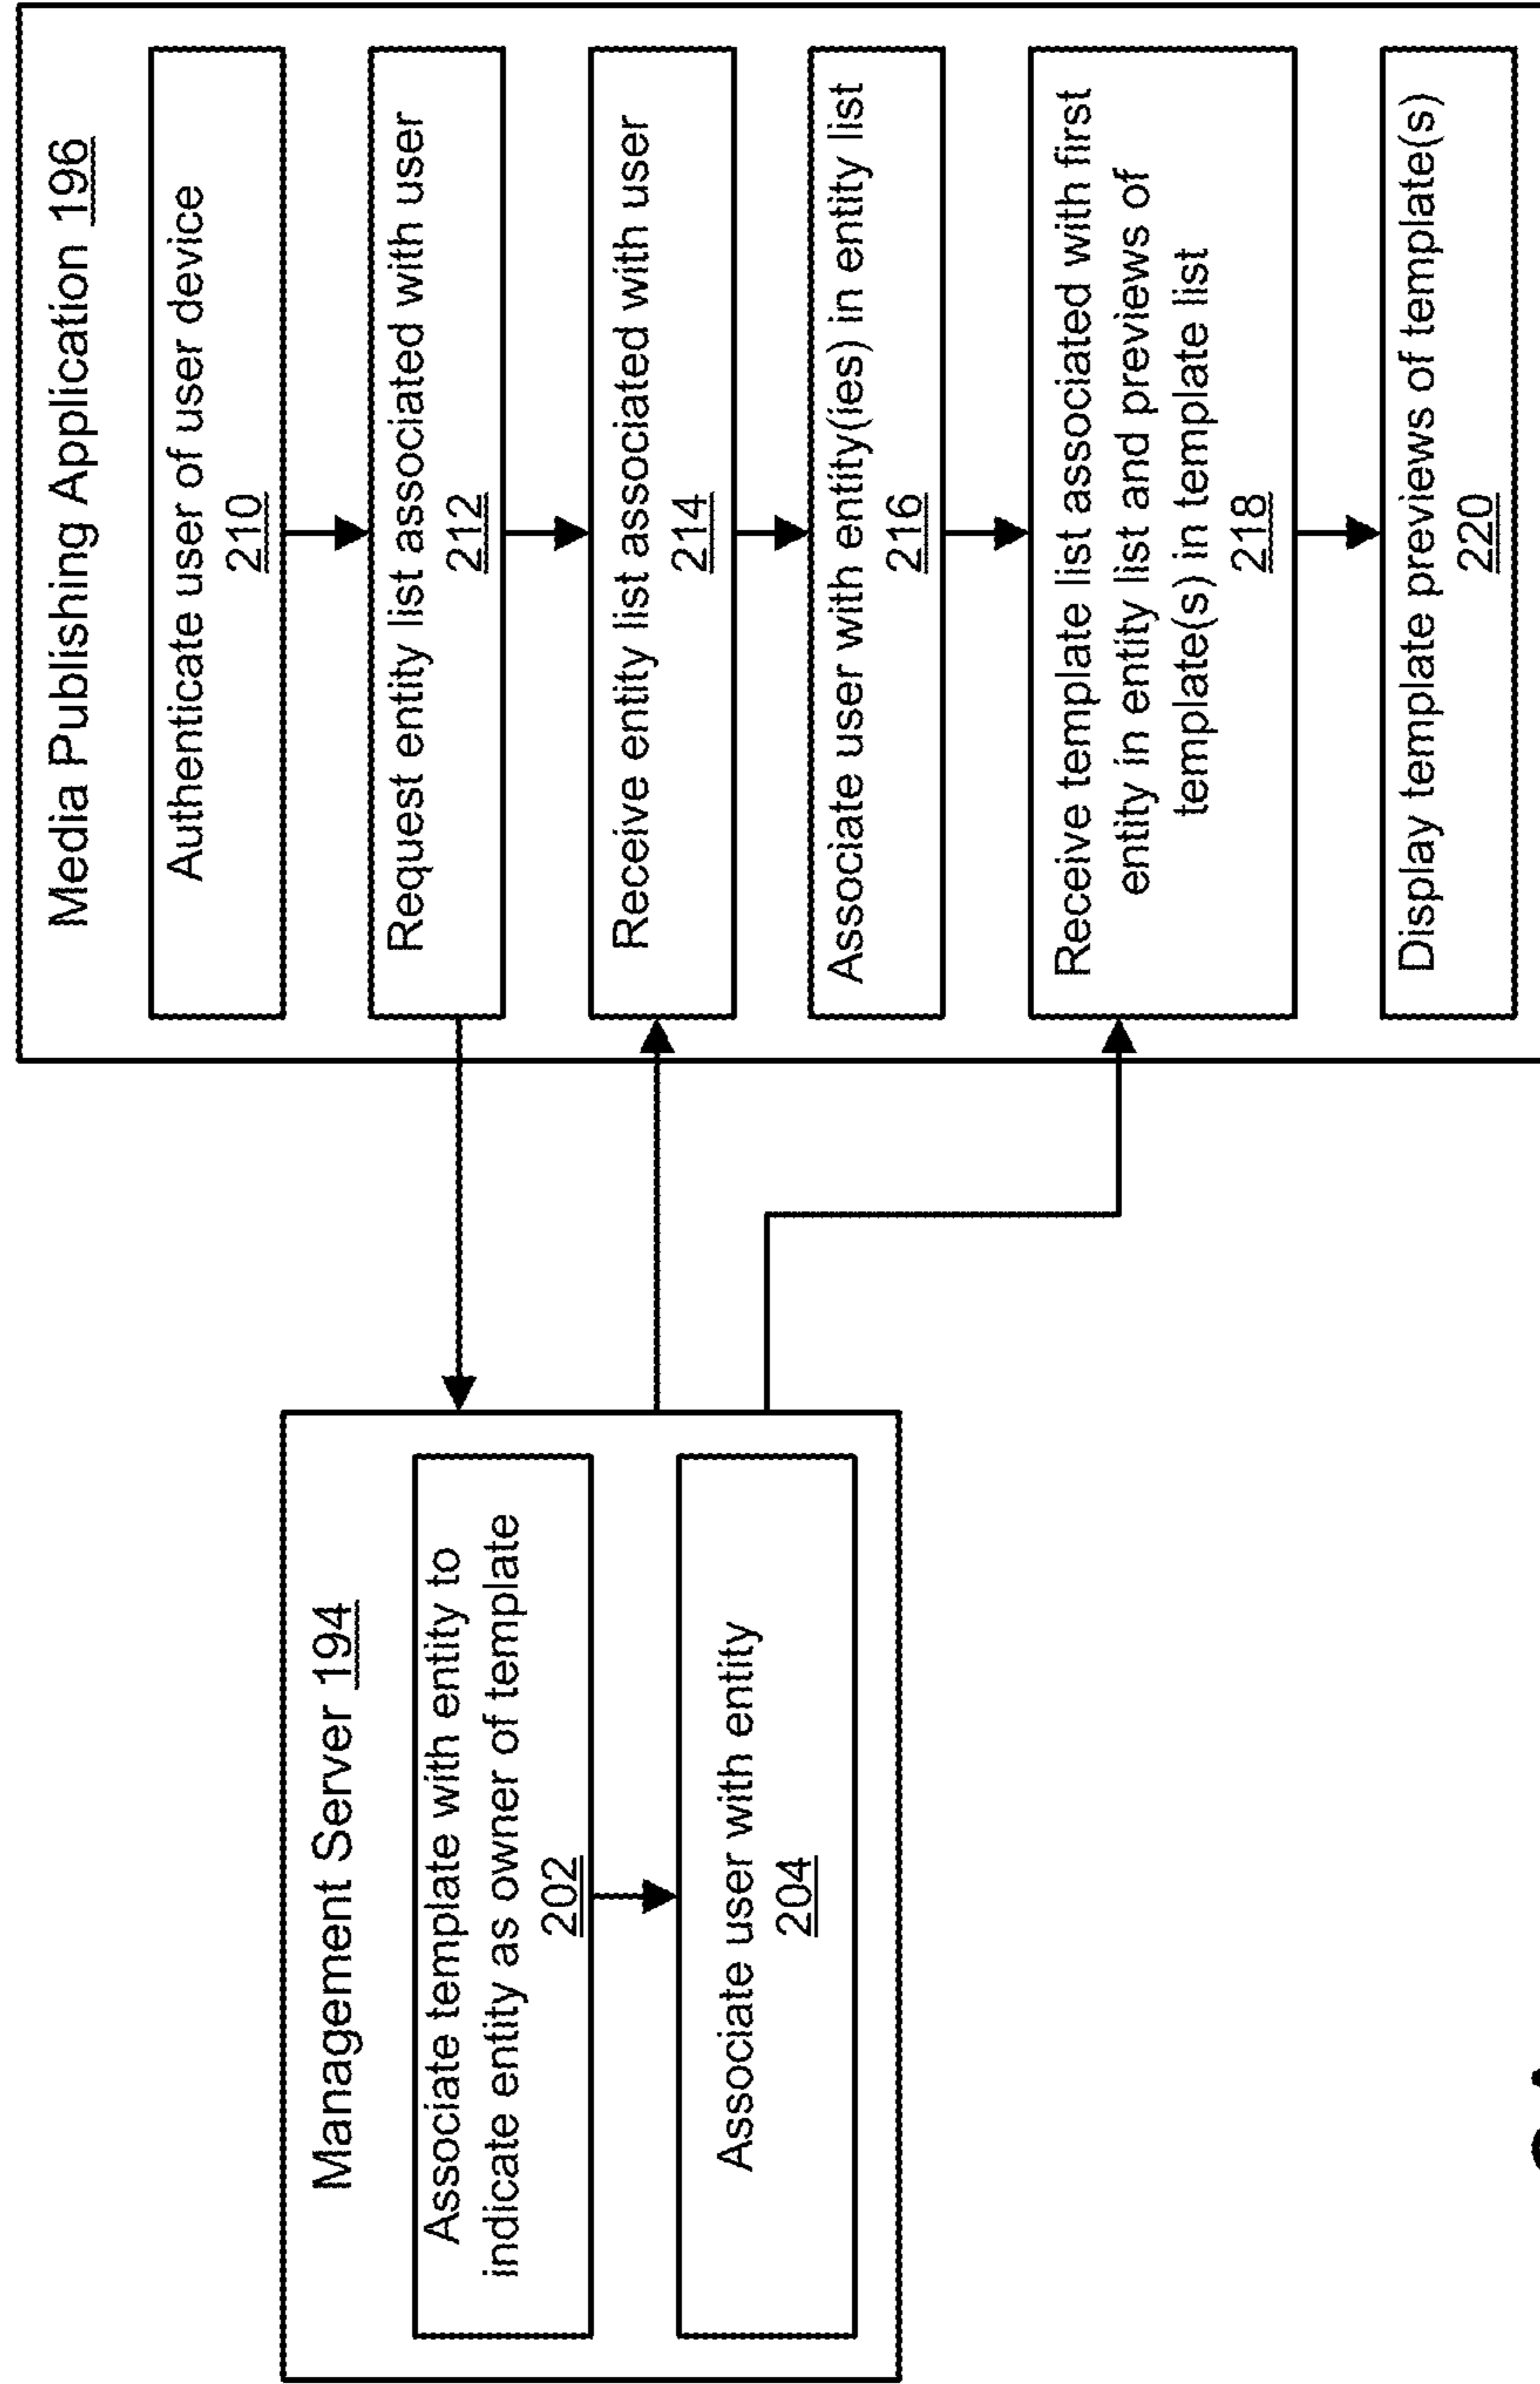 Management Server 194
Associate template with entity to
indicate entity as owner of template
202
Associate user with entity
204
Media Publishing Application 196
Authenticate user of user device
210
Request entity list associated with user
212
Receive entity list associated with user
214
Associate user with entity(ies) in entity list
216
Receive template list associated with first
entity in entity list and previews of
template(s) in template list
218
Display template previews of template(s)
220